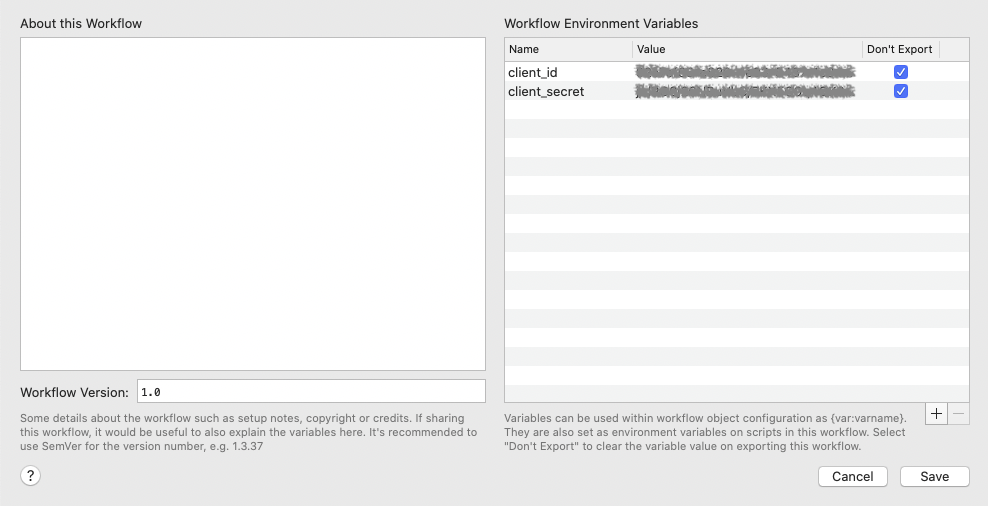 About this Workflow
Workflow Version: 1.0
Some details about the workflow such as setup notes, copyright or credits. If sharing
this workflow, it would be useful to also explain the variables here. It's recommended to
use SemVer for the version number, e.g. 1.3.37
?
Workflow Environment Variables
Name Value Don't Export
client_id
client_secret
+ −
Variables can be used within workflow object configuration as {var:varname}.
They are also set as environment variables on scripts in this workflow. Select
"Don't Export" to clear the variable value on exporting this workflow.
Cancel Save